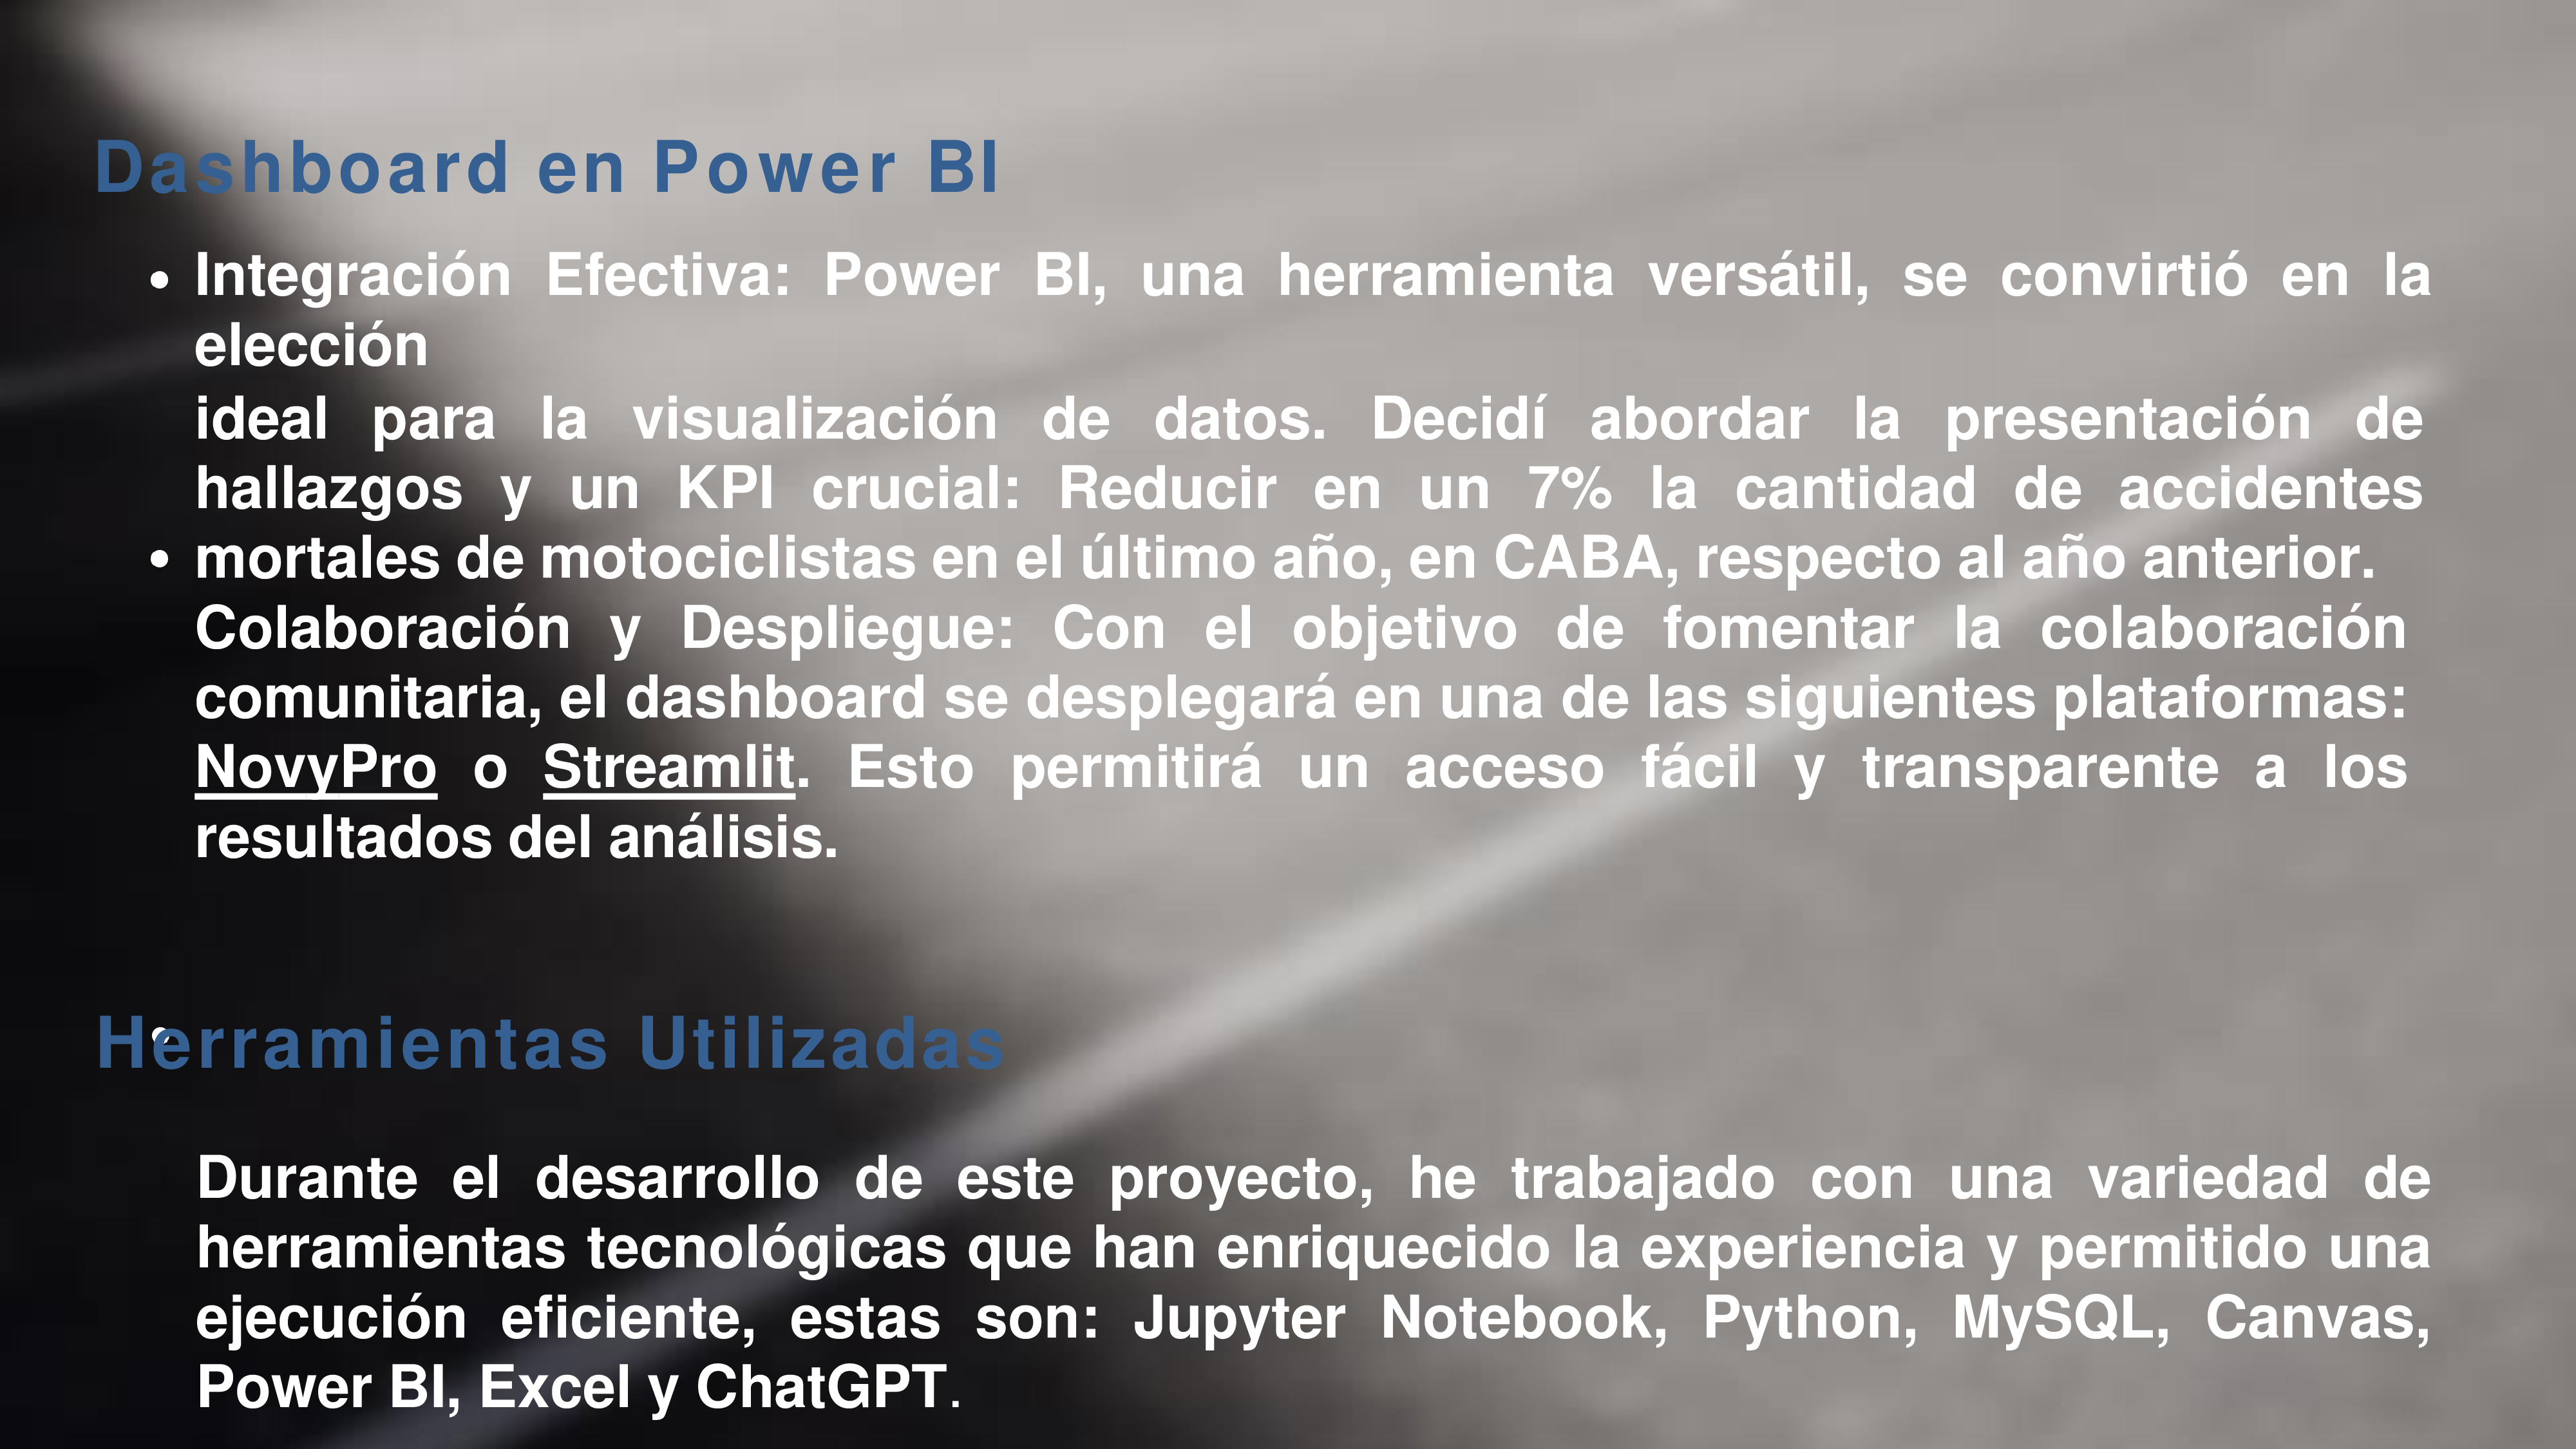 Dashboard en Power BI
• Integración Efectiva: Power BI, una herramienta versátil, se convirtió en la
elección
ideal para la visualización de datos. Decidí abordar la presentación de
hallazgos y un KPI crucial: Reducir en un 7% la cantidad de accidentes
• mortales de motociclistas en el último año, en CABA, respecto al año anterior.
Colaboración y Despliegue: Con el objetivo de fomentar la colaboración
comunitaria, el dashboard se desplegará en una de las siguientes plataformas:
NovyPro o Streamlit. Esto permitirá un acceso fácil y transparente a los
resultados del análisis.
Herramientas Utilizadas
Durante el desarrollo de este proyecto, he trabajado con una variedad de
herramientas tecnológicas que han enriquecido la experiencia y permitido una
ejecución eficiente, estas son: Jupyter Notebook, Python, MySQL, Canvas,
Power BI, Excel y ChatGPT.